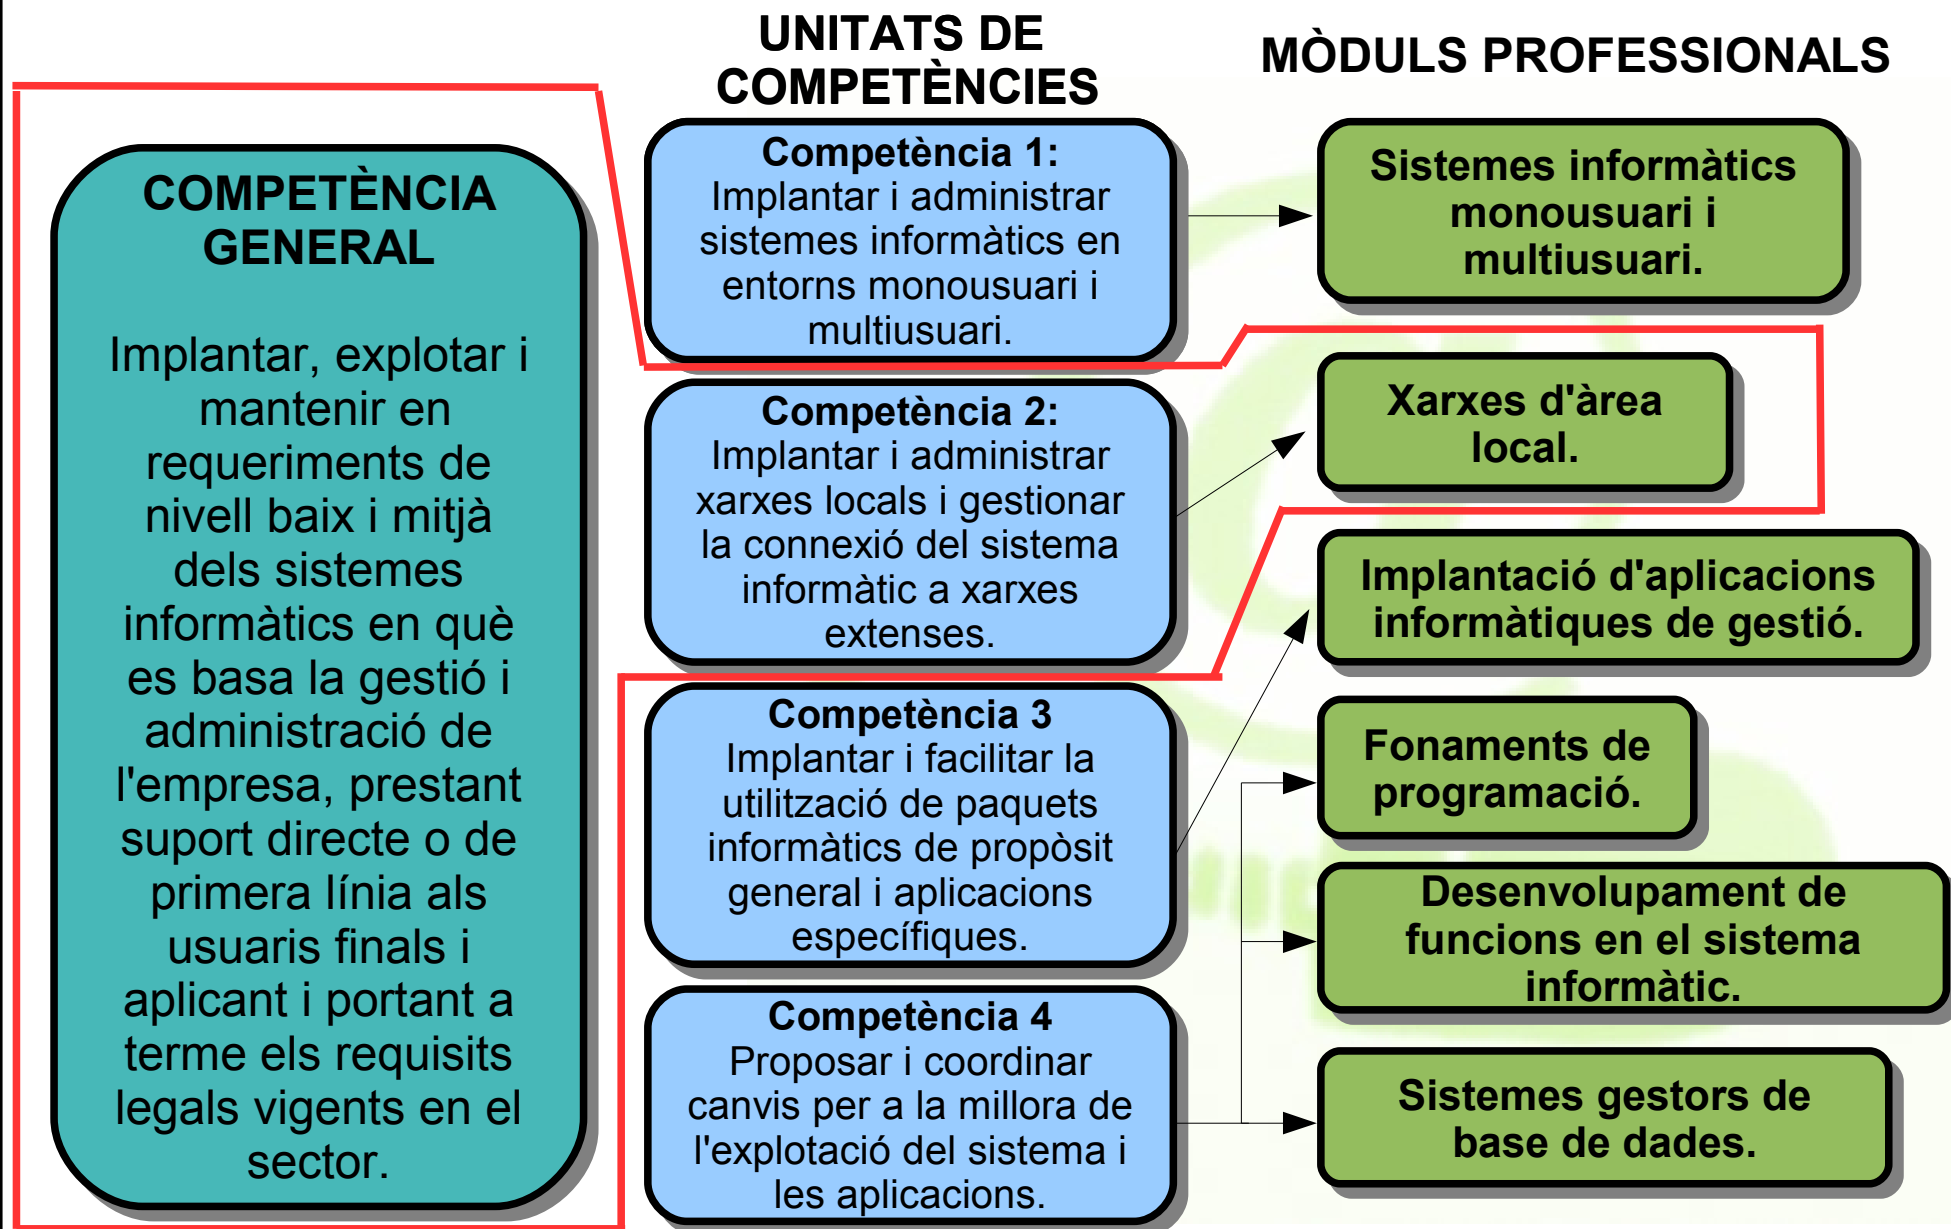 UNITATS DE
COMPETÈNCIES
MÒDULS PROFESSIONALS
COMPETÈNCIA
GENERAL
Implantar, explotar i
mantenir en
requeriments de
nivell baix i mitjà
dels sistemes
informàtics en què
es basa la gestió i
administració de
l'empresa, prestant
suport directe o de
primera línia als
usuaris finals i
aplicant i portant a
terme els requisits
legals vigents en el
sector.
Competència 1:
Implantar i administrar
sistemes informàtics en
entorns monousuari i
multiusuari.
Competència 2:
Implantar i administrar
xarxes locals i gestionar
la connexió del sistema
informàtic a xarxes
extenses.
Competència 3
Implantar i facilitar la
utilització de paquets
informàtics de propòsit
general i aplicacions
específiques.
Competència 4
Proposar i coordinar
canvis per a la millora de
l'explotació del sistema i
les aplicacions.
Sistemes informàtics
monousuari i
multiusuari.
Xarxes d'àrea
local.
Implantació d'aplicacions
informàtiques de gestió.
Fonaments de
programació.
Desenvolupament de
funcions en el sistema
informàtic.
Sistemes gestors de
base de dades.